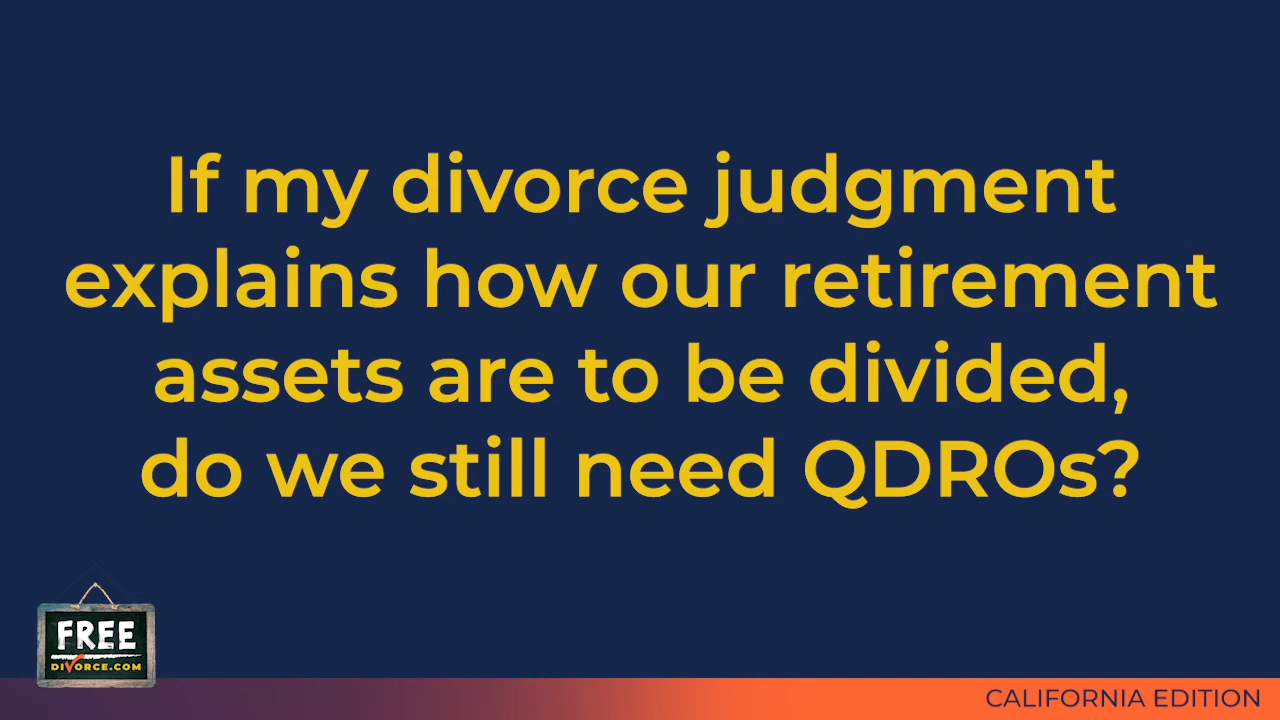 If my divorce judgment
explains how our retirement
assets are to be divided,
do we still need QDROs?
FREE
DIVORCE.COM
CALIFORNIA EDITION